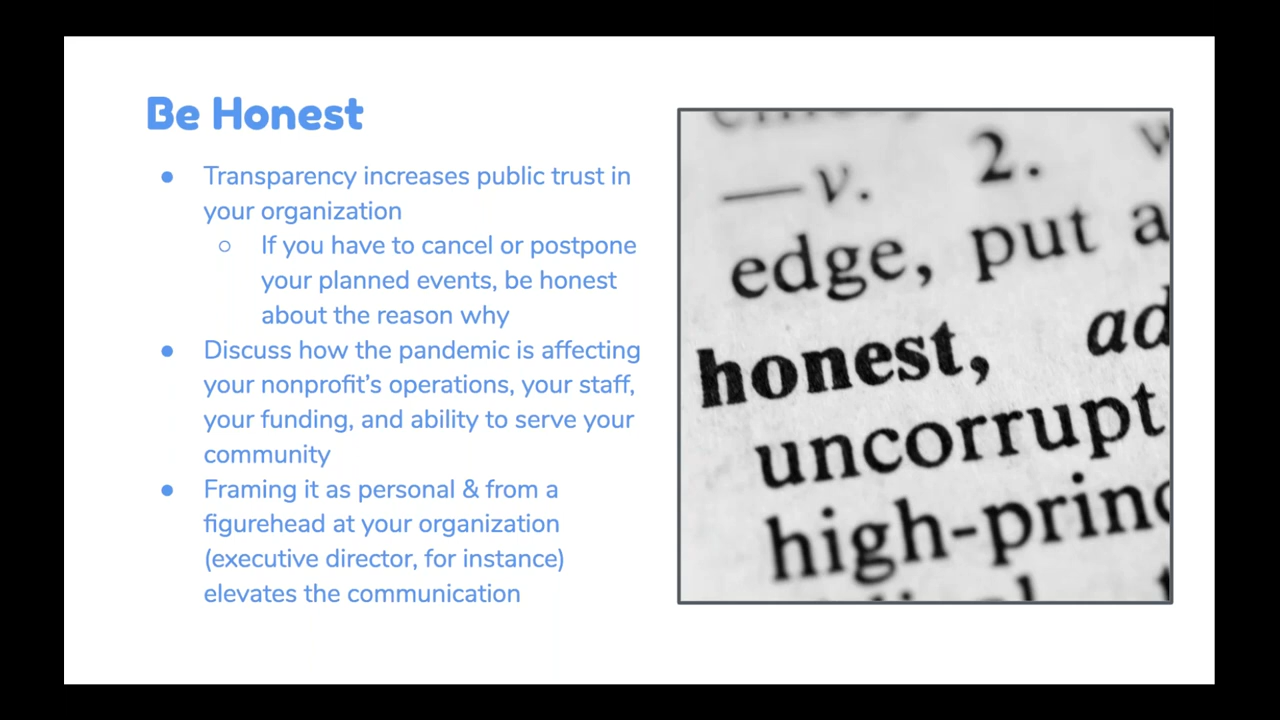 Be Honest
● Transparency increases public trust in
your organization
○ If you have to cancel or postpone
your planned events, be honest
about the reason why
● Discuss how the pandemic is affecting
your nonprofit's operations, your staff,
your funding, and ability to serve your
community
● Framing it as personal & from a
figurehead at your organization
(executive director, for instance)
elevates the communication
—v. 2.
edge, put a
honest, ad
uncorrupt
high-princ